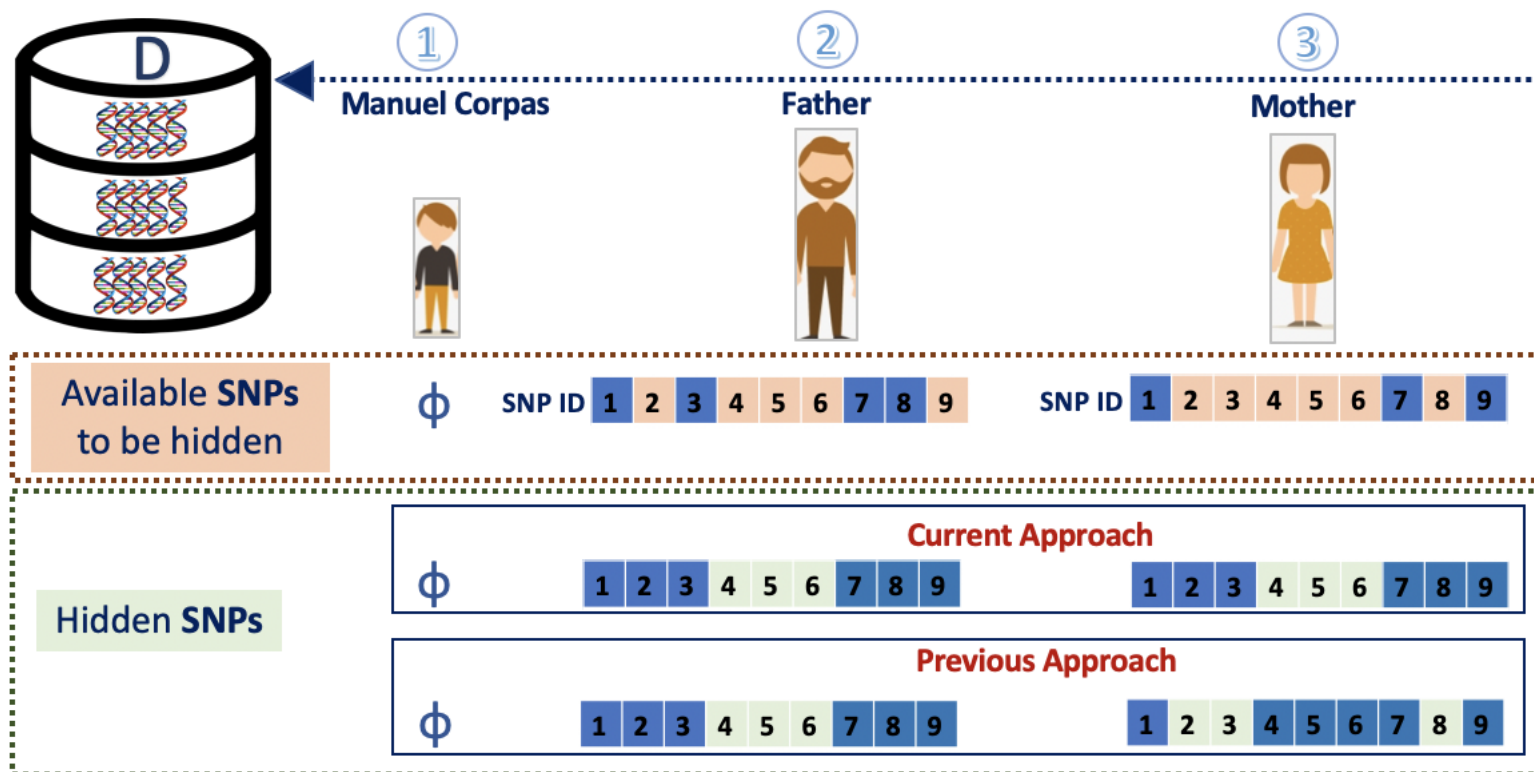 D
1 2 3
Manuel Corpas Father Mother
Available SNPs
to be hidden
ϕ SNP ID 1 2 3 4 5 6 7 8 9 SNP ID 1 2 3 4 5 6 7 8 9
Current Approach
ϕ 1 2 3 4 5 6 7 8 9 1 2 3 4 5 6 7 8 9
Hidden SNPs
Previous Approach
ϕ 1 2 3 4 5 6 7 8 9 1 2 3 4 5 6 7 8 9